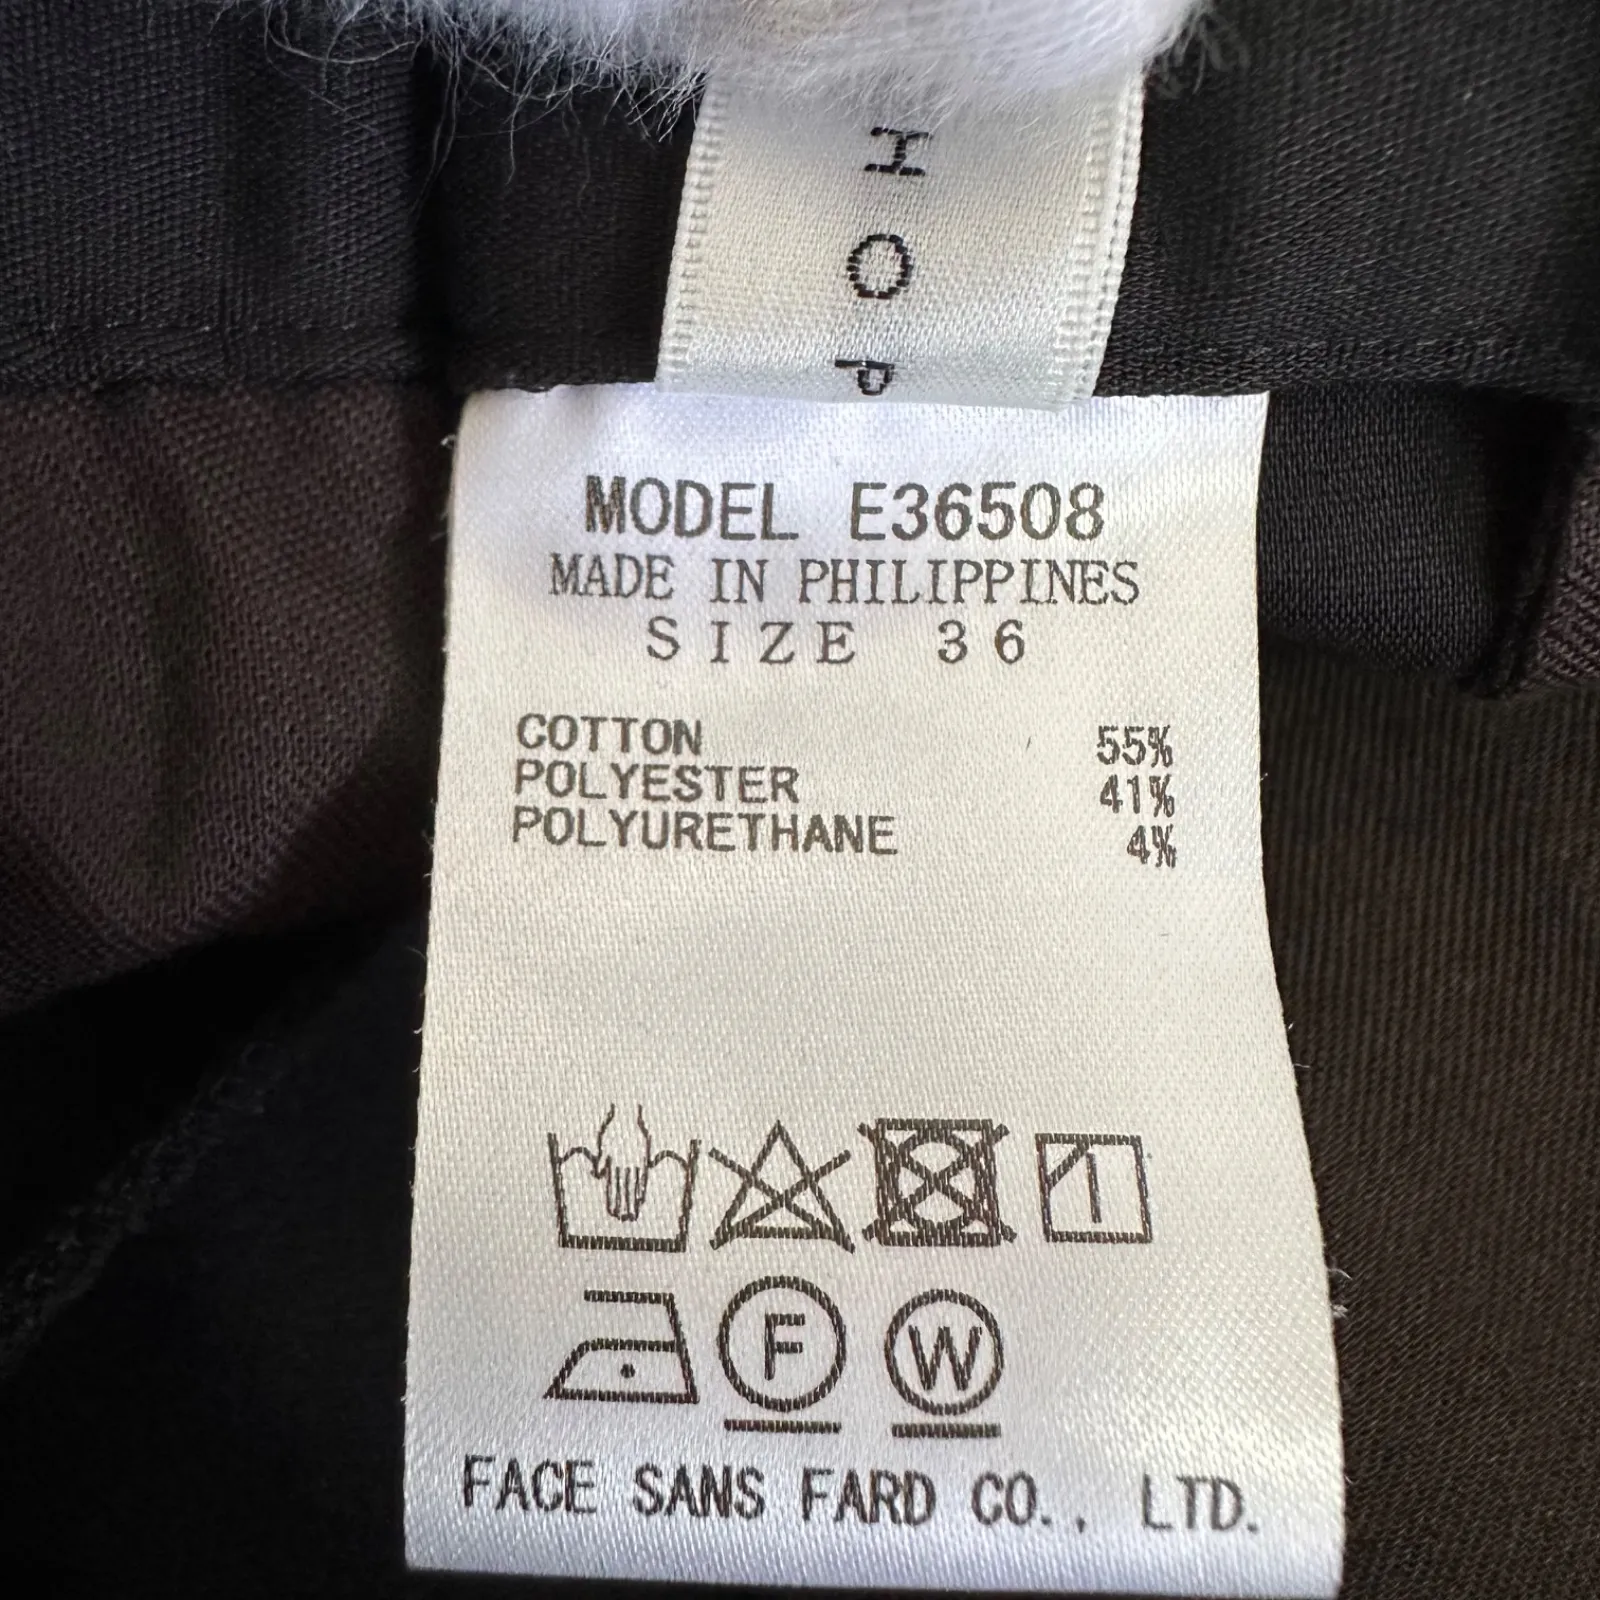 H O P
MODEL E36508
MADE IN PHILIPPINES
SIZE 36
COTTON 55%
POLYESTER 41%
POLYURETHANE 4%
F W
FACE SANS FARD CO., LTD.